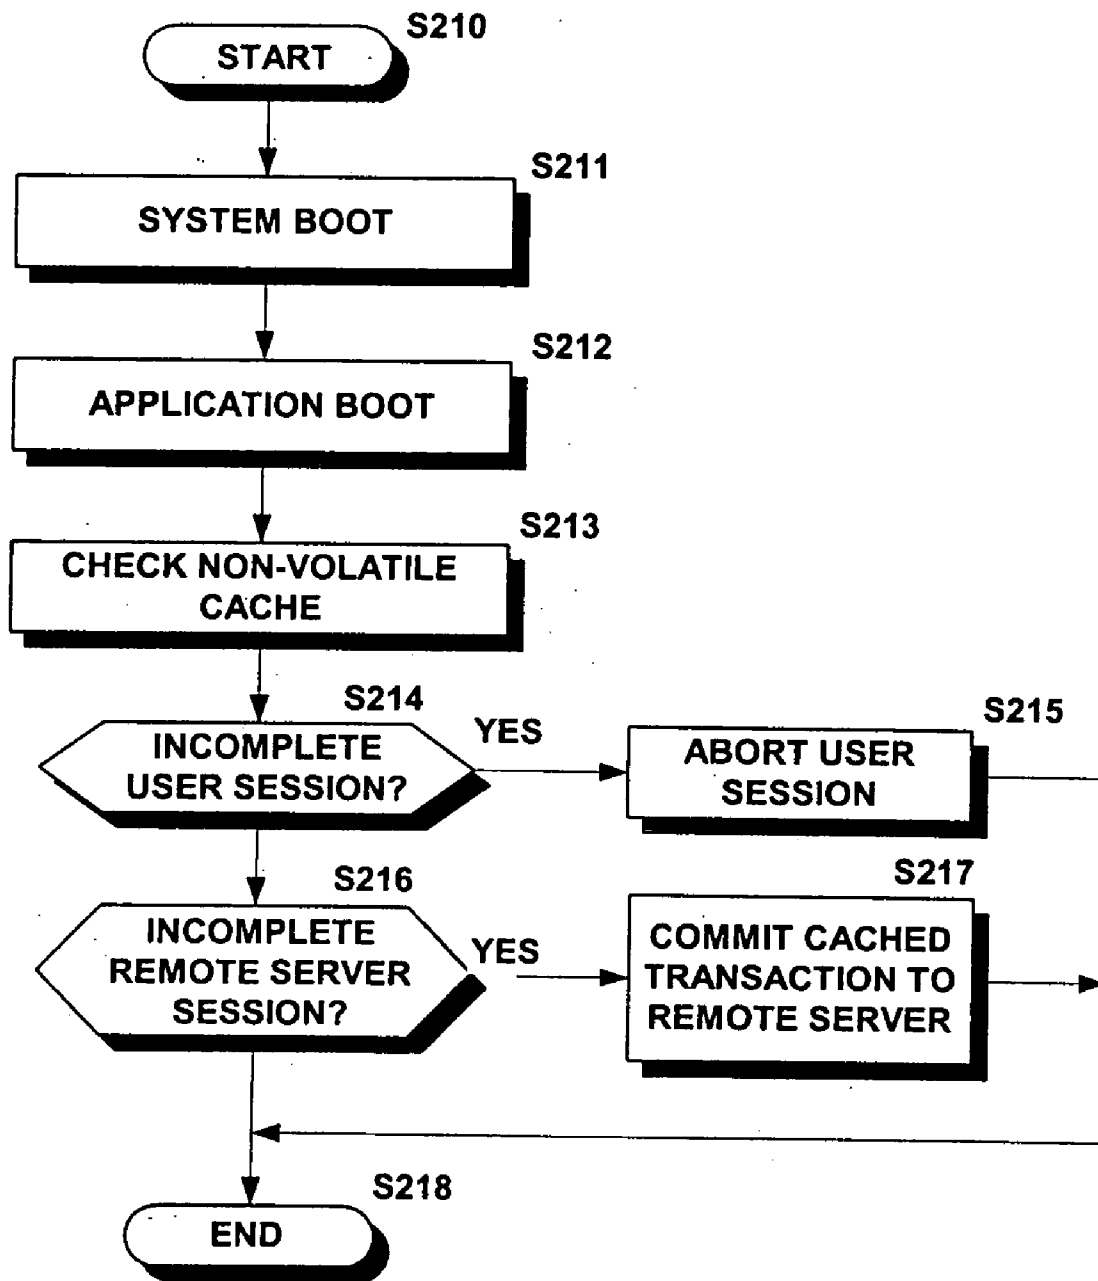 S210
START
S211
SYSTEM BOOT
S212
APPLICATION BOOT
S213
CHECK NON-VOLATILE
CACHE
S214
INCOMPLETE
USER SESSION?
YES
S215
ABORT USER
SESSION
S216
INCOMPLETE
REMOTE SERVER
SESSION?
YES
S217
COMMIT CACHED
TRANSACTION TO
REMOTE SERVER
S218
END